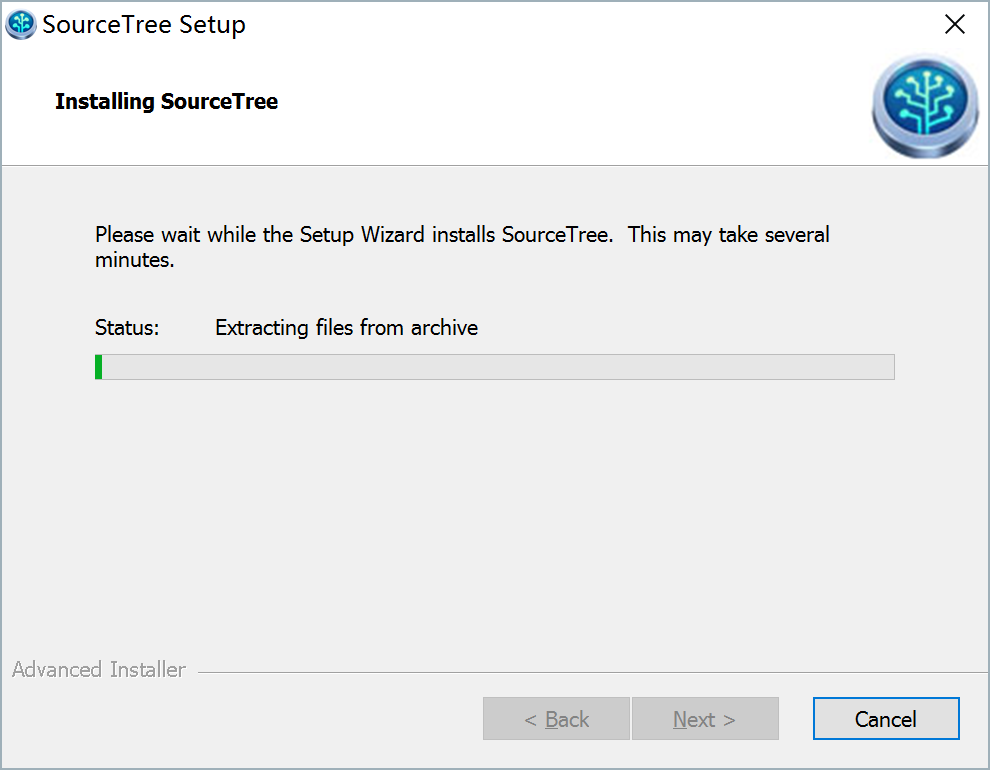 SourceTree Setup
Installing SourceTree
Please wait while the Setup Wizard installs SourceTree.  This may take several
minutes.
Status: Extracting files from archive
Advanced Installer
< Back Next > Cancel